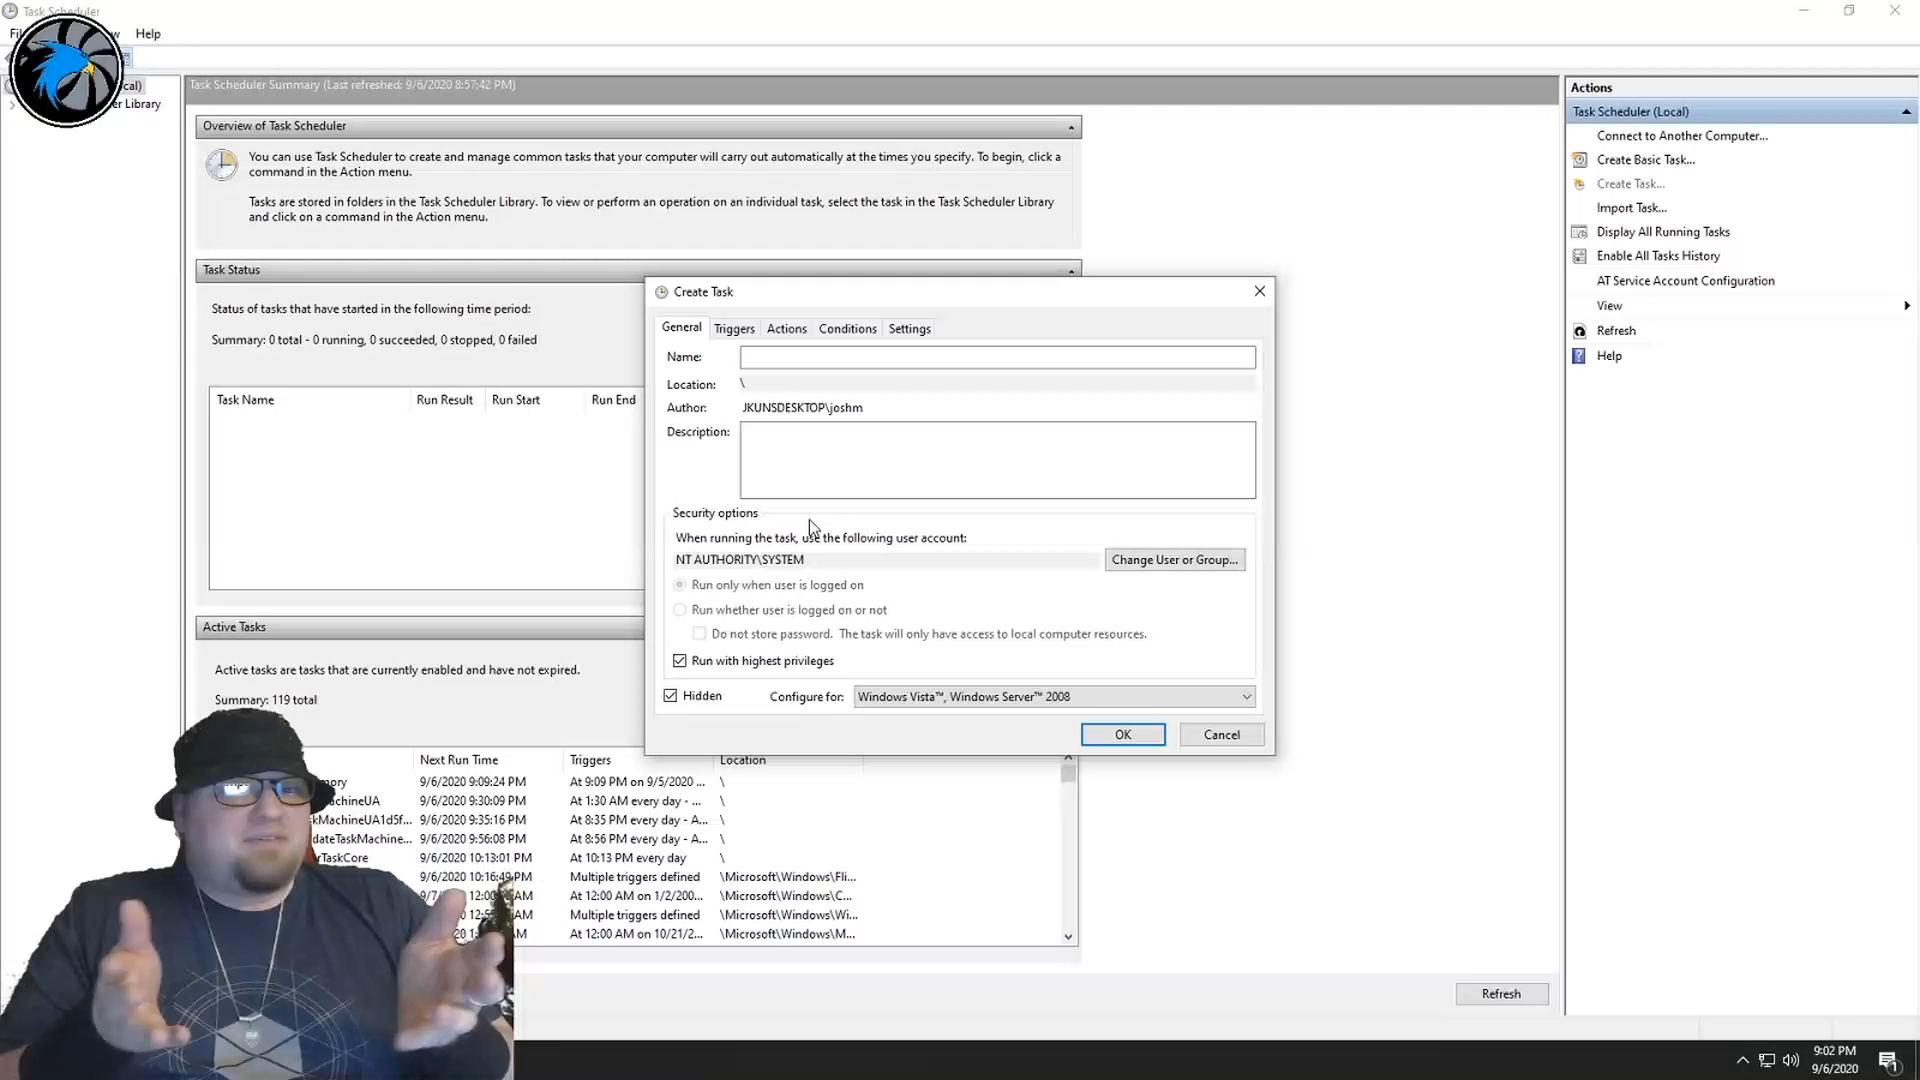 Task Scheduler
Help
Task Scheduler Summary (Last refreshed: 9/6/2020 8:57:42 PM)
Overview of Task Scheduler
You can use Task Scheduler to create and manage common tasks that your computer will carry out automatically at the times you specify. To begin, click a
command in the Action menu.
Tasks are stored in folders in the Task Scheduler Library. To view or perform an operation on an individual task, select the task in the Task Scheduler Library
and click on a command in the Action menu.
Task Status
Status of tasks that have started in the following time period:
Summary: 0 total - 0 running, 0 succeeded, 0 stopped, 0 failed
Task Name Run Result Run Start Run End
Active Tasks
Active tasks are tasks that are currently enabled and have not expired.
Summary: 119 total
Next Run Time Triggers Location
9/6/2020 9:09:24 PM At 9:09 PM on 9/5/2020 ... \
9/6/2020 9:30:09 PM At 1:30 AM every day - ... \
9/6/2020 9:35:16 PM At 8:35 PM every day - A... \
9/6/2020 9:56:08 PM At 8:56 PM every day - A... \
9/6/2020 10:13:01 PM At 10:13 PM every day \
9/6/2020 10:16:49 PM Multiple triggers defined \Microsoft\Windows\Fli...
At 12:00 AM on 1/2/200... \Microsoft\Windows\C...
Multiple triggers defined \Microsoft\Windows\Wi...
At 12:00 AM on 10/21/2... \Microsoft\Windows\M...
Refresh
Create Task
General Triggers Actions Conditions Settings
Name:
Location: \
Author: JKUNSDESKTOP\joshm
Description:
Security options
When running the task, use the following user account:
NT AUTHORITY\SYSTEM Change User or Group...
Run only when user is logged on
Run whether user is logged on or not
Do not store password. The task will only have access to local computer resources.
Run with highest privileges
Hidden Configure for: Windows Vista™, Windows Server™ 2008
OK Cancel
Actions
Task Scheduler (Local)
Connect to Another Computer...
Create Basic Task...
Create Task...
Import Task...
Display All Running Tasks
Enable All Tasks History
AT Service Account Configuration
View
Refresh
Help
9:02 PM
9/6/2020
1